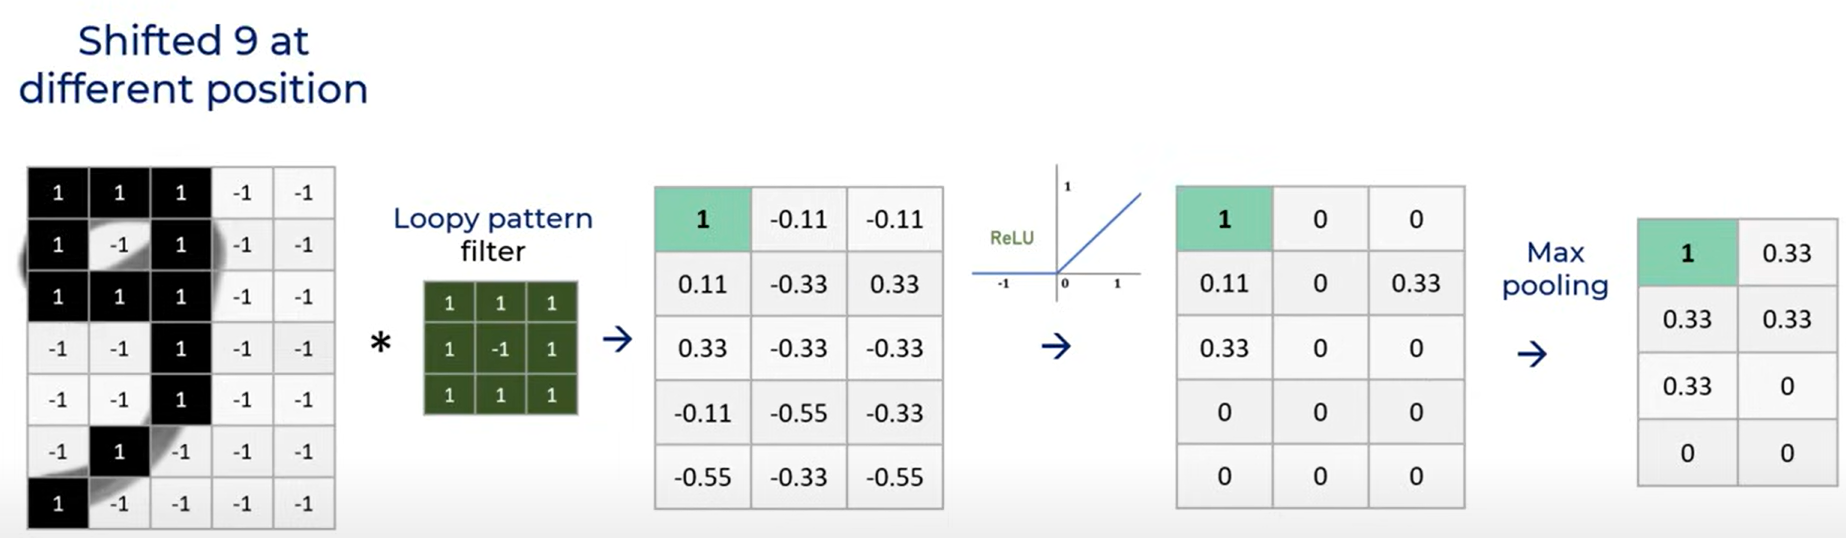 Shifted 9 at
different position
1 1 1 -1 -1
1 -1 1 -1 -1
1 1 1 -1 -1
-1 -1 1 -1 -1
-1 -1 1 -1 -1
-1 1 -1 -1 -1
1 -1 -1 -1 -1
*
Loopy pattern
filter
1 1 1
1 -1 1
1 1 1
→
1 -0.11 -0.11
0.11 -0.33 0.33
0.33 -0.33 -0.33
-0.11 -0.55 -0.33
-0.55 -0.33 -0.55
1
ReLU
-1 0 1
→
1 0 0
0.11 0 0.33
0.33 0 0
0 0 0
0 0 0
Max
pooling
→
1 0.33
0.33 0.33
0.33 0
0 0